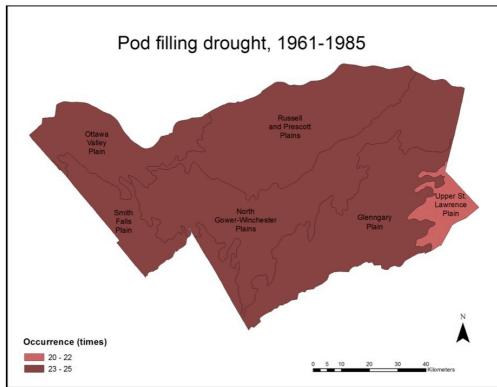 Pod filling drought, 1961-1985
Ottawa
Valley
Plain
Russell
and Prescott
Plains
Smith
Falls
Plain
North
Gower-Winchester
Plains
Glenngary
Plain
Upper St.
Lawrence
Plain
N
Occurrence (times)
20 - 22
23 - 25
0 5 10 20 30 40
Kilometers